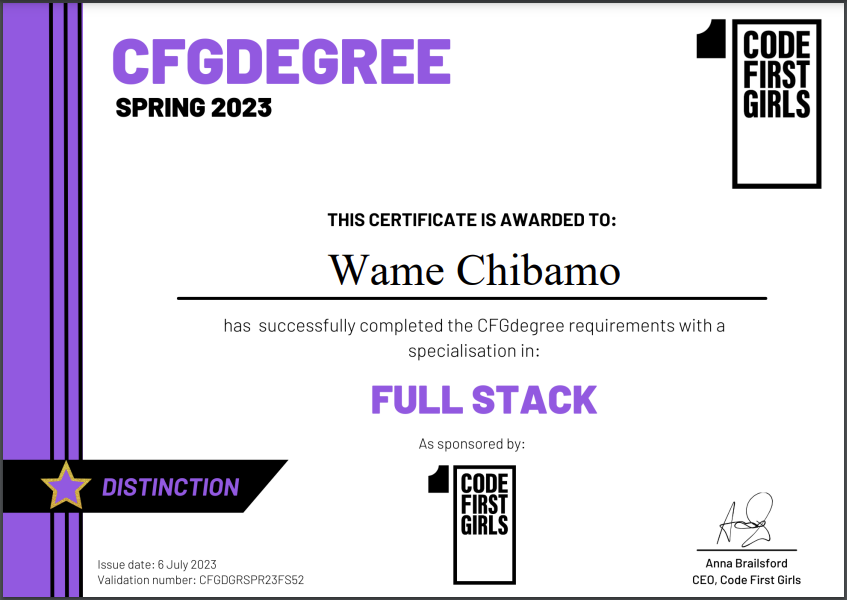 CFGDEGREE
SPRING 2023
1 CODE
FIRST
GIRLS
THIS CERTIFICATE IS AWARDED TO:
Wame Chibamo
has successfully completed the CFGdegree requirements with a
specialisation in:
FULL STACK
As sponsored by:
1 CODE
FIRST
GIRLS
DISTINCTION
Issue date: 6 July 2023
Validation number: CFGDGRSPR23FS52
Anna Brailsford
CEO, Code First Girls